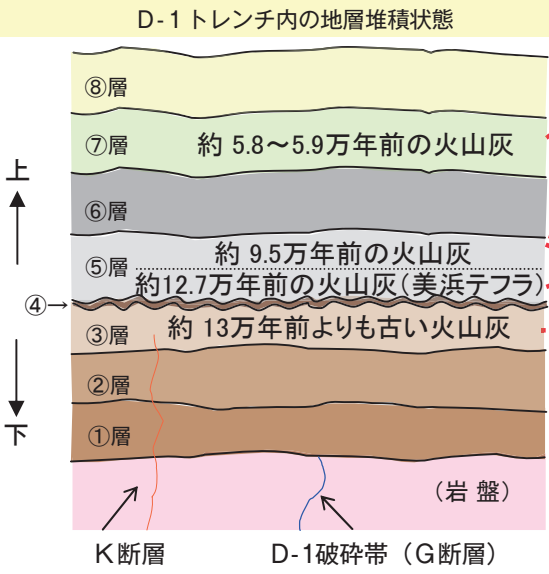 D-1 トレンチ内の地層堆積状態
⑧層
⑦層 約 5.8〜5.9万年前の火山灰
上
⑥層
⑤層 約 9.5万年前の火山灰
約12.7万年前の火山灰(美浜テフラ)
④→
③層 約 13万年前よりも古い火山灰
②層
下
①層
(岩 盤)
K断層 D-1破砕帯（G断層）